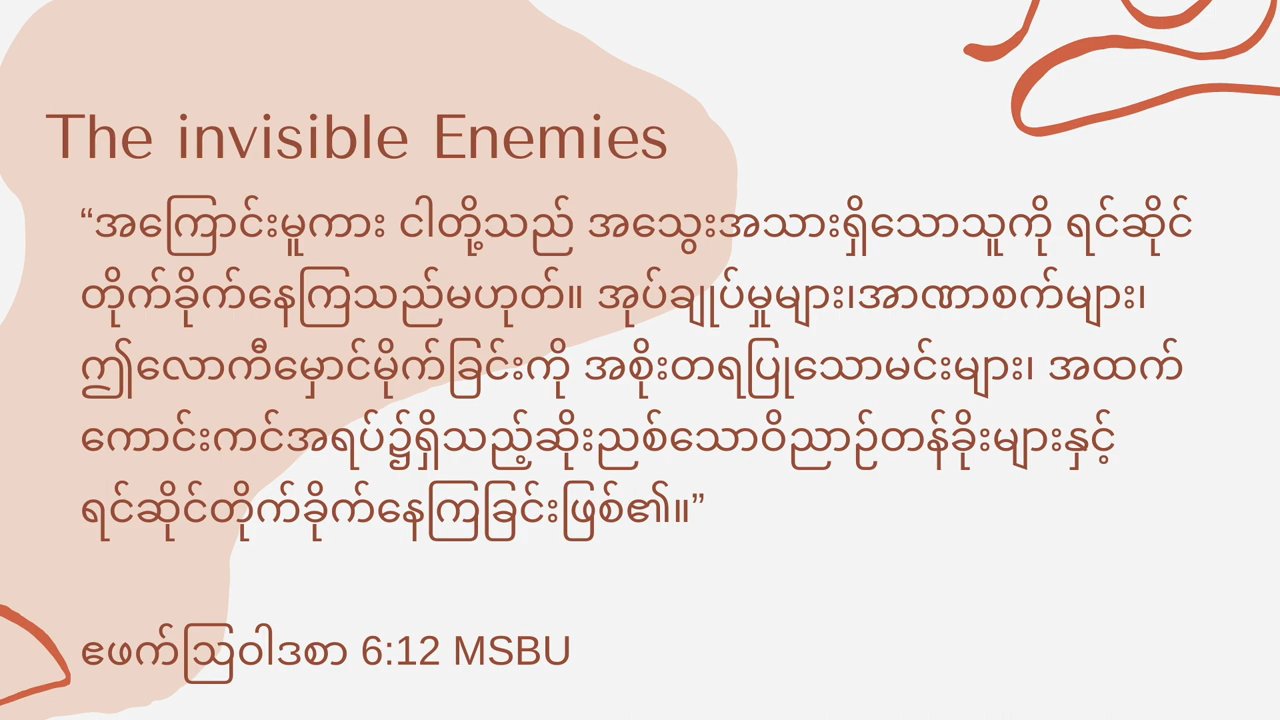 The invisible Enemies
“အကြောင်းမူကား ငါတို့သည် အသွေးအသားရှိသောသူကို ရင်ဆိုင်
တိုက်ခိုက်နေကြသည်မဟုတ်။ အုပ်ချုပ်မှုများ၊အာဏာစက်များ၊
ဤလောကီမှောင်မိုက်ခြင်းကို အစိုးတရပြုသောမင်းများ၊ အထက်
ကောင်းကင်အရပ်၌ရှိသည့်ဆိုးညစ်သောဝိညာဉ်တန်ခိုးများနှင့်
ရင်ဆိုင်တိုက်ခိုက်နေကြခြင်းဖြစ်၏။”
ဧဖက်ဩဝါဒစာ 6:12 MSBU